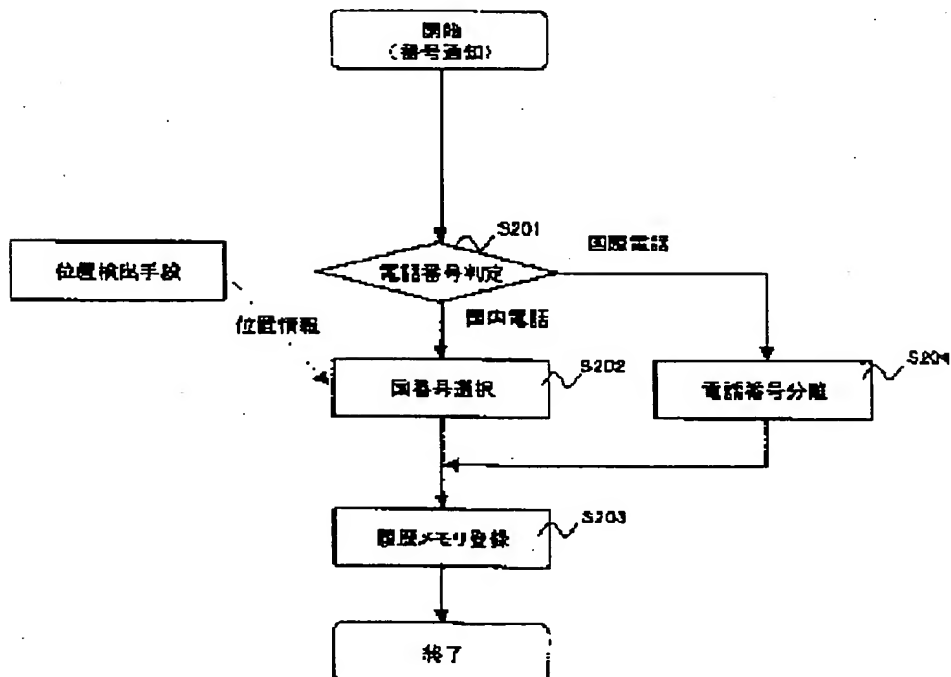 開始
(番号通知)
S201
国際電話
位置検出手段
電話番号判定
国内電話
位置情報
S202
S204
国番号選択
電話番号分離
S203
履歴メモリ登録
終了